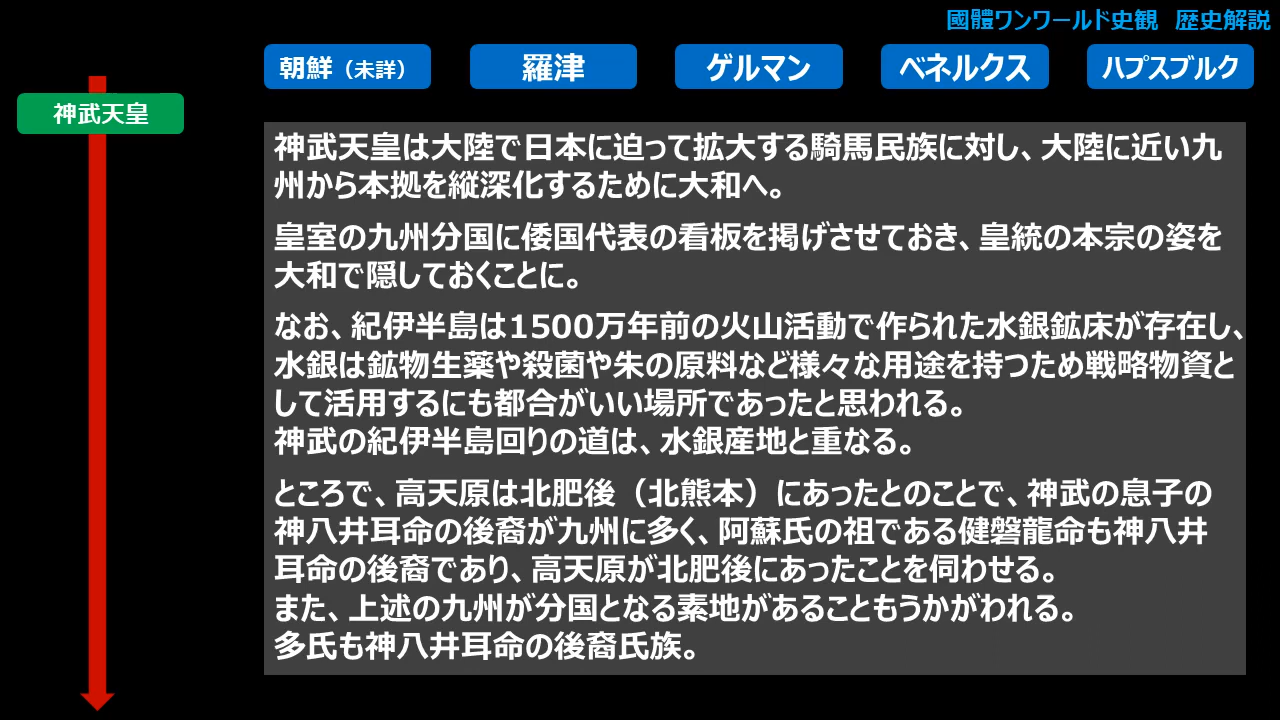 國體ワンワールド史観 歴史解説
朝鮮（未詳）
羅津
ゲルマン
ベネルクス
ハプスブルク
神武天皇
神武天皇は大陸で日本に迫って拡大する騎馬民族に対し、大陸に近い九
州から本拠を縦深化するために大和へ。
皇室の九州分国に倭国代表の看板を掲げさせておき、皇統の本宗の姿を
大和で隠しておくことに。
なお、紀伊半島は1500万年前の火山活動で作られた水銀鉱床が存在し、
水銀は鉱物生薬や殺菌や朱の原料など様々な用途を持つため戦略物資と
して活用するにも都合がいい場所であったと思われる。
神武の紀伊半島回りの道は、水銀産地と重なる。
ところで、高天原は北肥後（北熊本）にあったとのことで、神武の息子の
神八井耳命の後裔が九州に多く、阿蘇氏の祖である健磐龍命も神八井
耳命の後裔であり、高天原が北肥後にあったことを伺わせる。
また、上述の九州が分国となる素地があることもうかがわれる。
多氏も神八井耳命の後裔氏族。